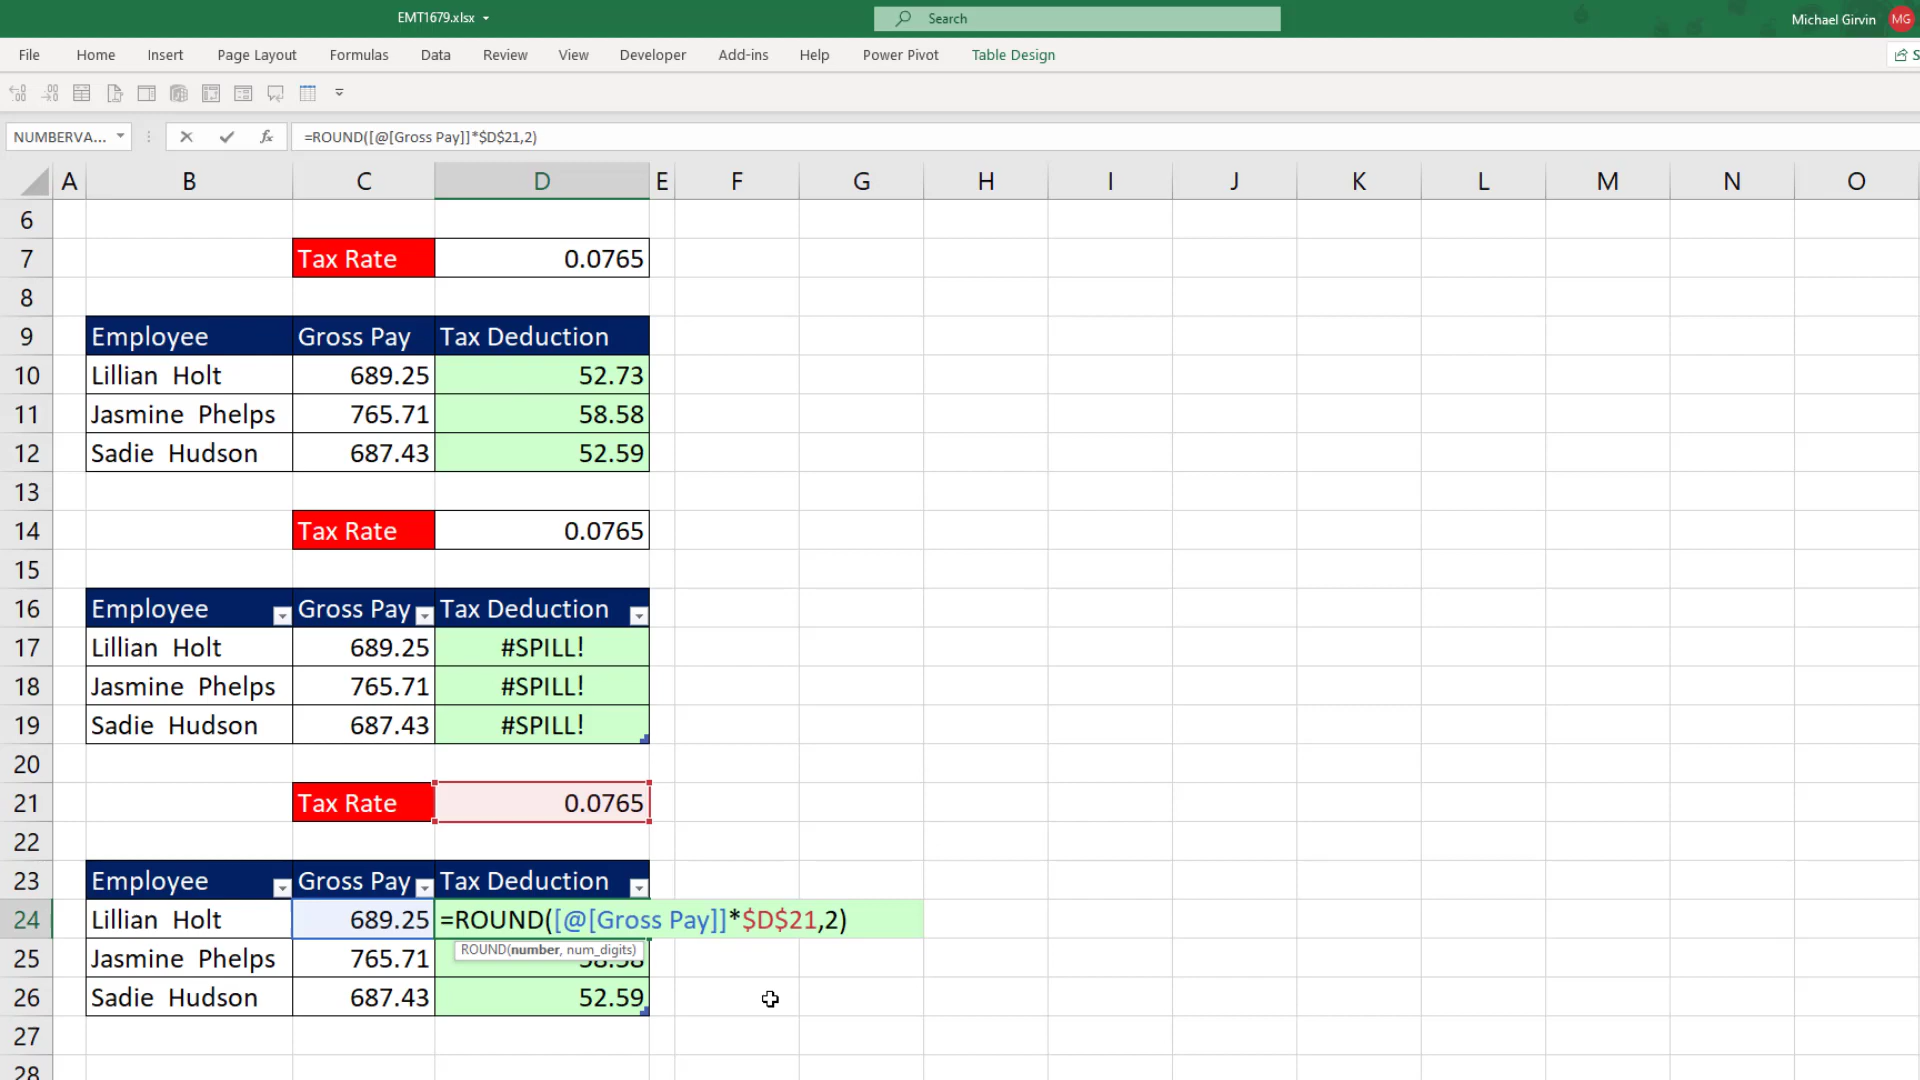 EMT1679.xlsx
Search
Michael Girvin MG
File Home Insert Page Layout Formulas Data Review View Developer Add-ins Help Power Pivot Table Design S
NUMBERVA... fx =ROUND([@[Gross Pay]]*$D$21,2)
A B C D E F G H I J K L M N O
6
7 Tax Rate 0.0765
8
9 Employee Gross Pay Tax Deduction
10 Lillian Holt 689.25 52.73
11 Jasmine Phelps 765.71 58.58
12 Sadie Hudson 687.43 52.59
13
14 Tax Rate 0.0765
15
16 Employee Gross Pay Tax Deduction
17 Lillian Holt 689.25 #SPILL!
18 Jasmine Phelps 765.71 #SPILL!
19 Sadie Hudson 687.43 #SPILL!
20
21 Tax Rate 0.0765
22
23 Employee Gross Pay Tax Deduction
24 Lillian Holt 689.25 =ROUND([@[Gross Pay]]*$D$21,2)
ROUND(number, num_digits)
25 Jasmine Phelps 765.71 58.58
26 Sadie Hudson 687.43 52.59
27
28